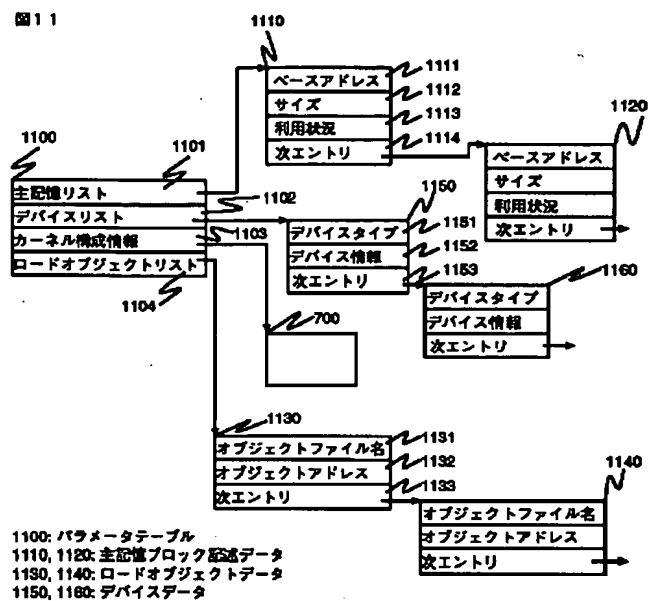 図11
1110
ベースアドレス
1111
サイズ
1112
利用状況
1113
次エントリ
1114
1120
ベースアドレス
サイズ
利用状況
次エントリ
1100
1101
主記憶リスト
デバイスリスト
1102
カーネル構成情報
1103
ロードオブジェクトリスト
1104
1150
デバイスタイプ
1151
デバイス情報
1152
次エントリ
1153
1160
デバイスタイプ
デバイス情報
次エントリ
700
1130
オブジェクトファイル名
1131
オブジェクトアドレス
1132
次エントリ
1133
1140
オブジェクトファイル名
オブジェクトアドレス
次エントリ
1100: パラメータテーブル
1110, 1120: 主記憶ブロック記述データ
1130, 1140: ロードオブジェクトデータ
1150, 1160: デバイスデータ